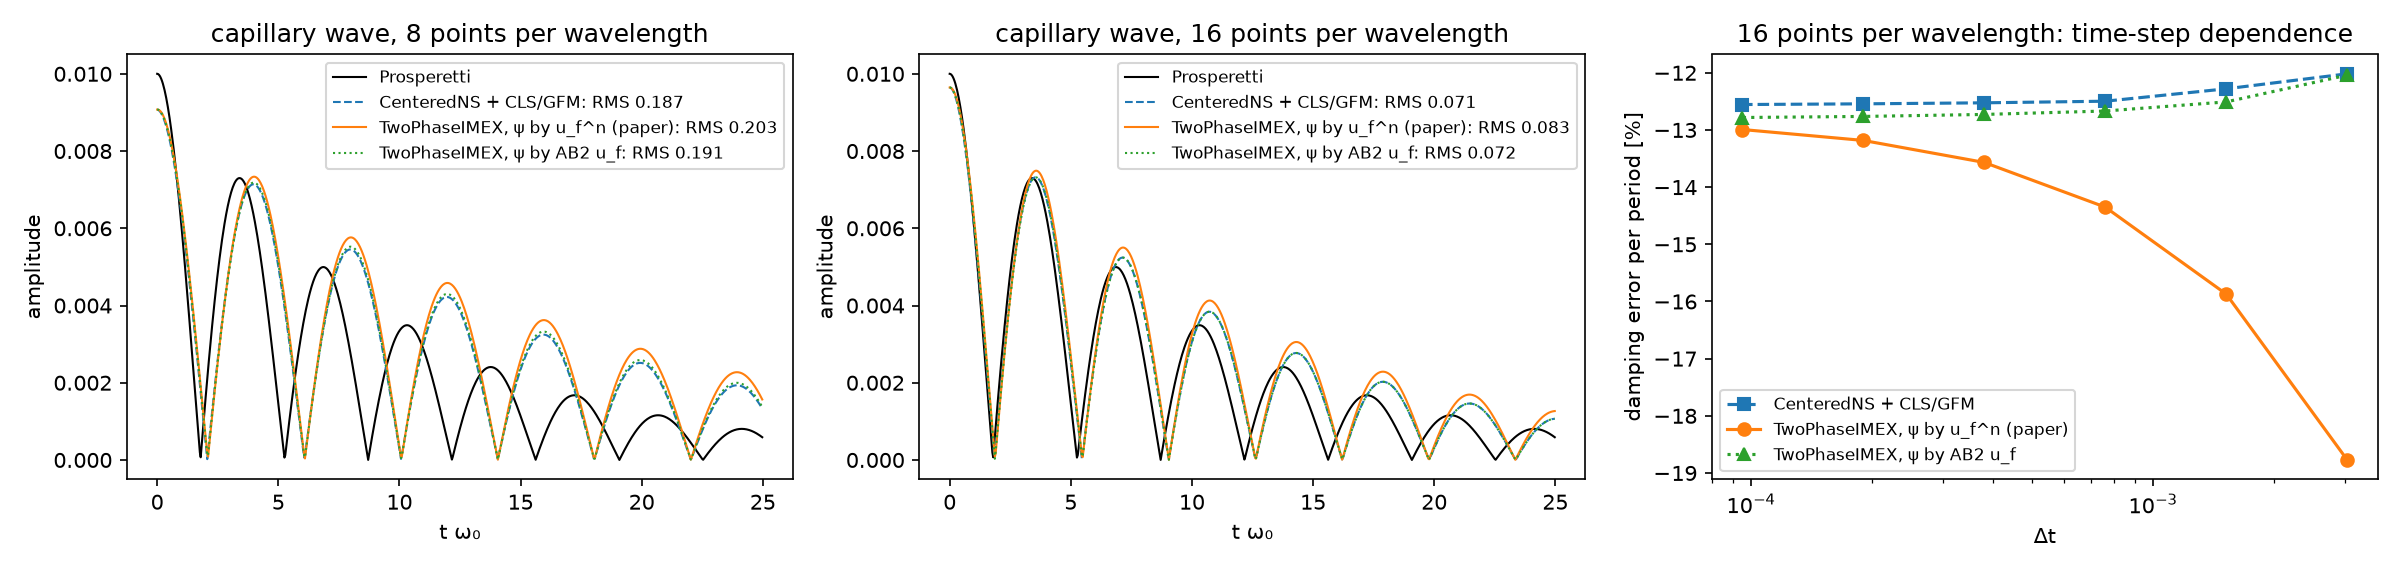 capillary wave, 8 points per wavelength
0.010
0.008
0.006
0.004
0.002
0.000
amplitude
0
5
10
15
20
25
t ω₀
Prosperetti
CenteredNS + CLS/GFM: RMS 0.187
TwoPhaseIMEX, ψ by u_f^n (paper): RMS 0.203
TwoPhaseIMEX, ψ by AB2 u_f: RMS 0.191
capillary wave, 16 points per wavelength
0.010
0.008
0.006
0.004
0.002
0.000
amplitude
0
5
10
15
20
25
t ω₀
Prosperetti
CenteredNS + CLS/GFM: RMS 0.071
TwoPhaseIMEX, ψ by u_f^n (paper): RMS 0.083
TwoPhaseIMEX, ψ by AB2 u_f: RMS 0.072
16 points per wavelength: time-step dependence
−12
−13
−14
−15
−16
−17
−18
−19
damping error per period [%]
10⁻⁴
10⁻³
Δt
CenteredNS + CLS/GFM
TwoPhaseIMEX, ψ by u_f^n (paper)
TwoPhaseIMEX, ψ by AB2 u_f